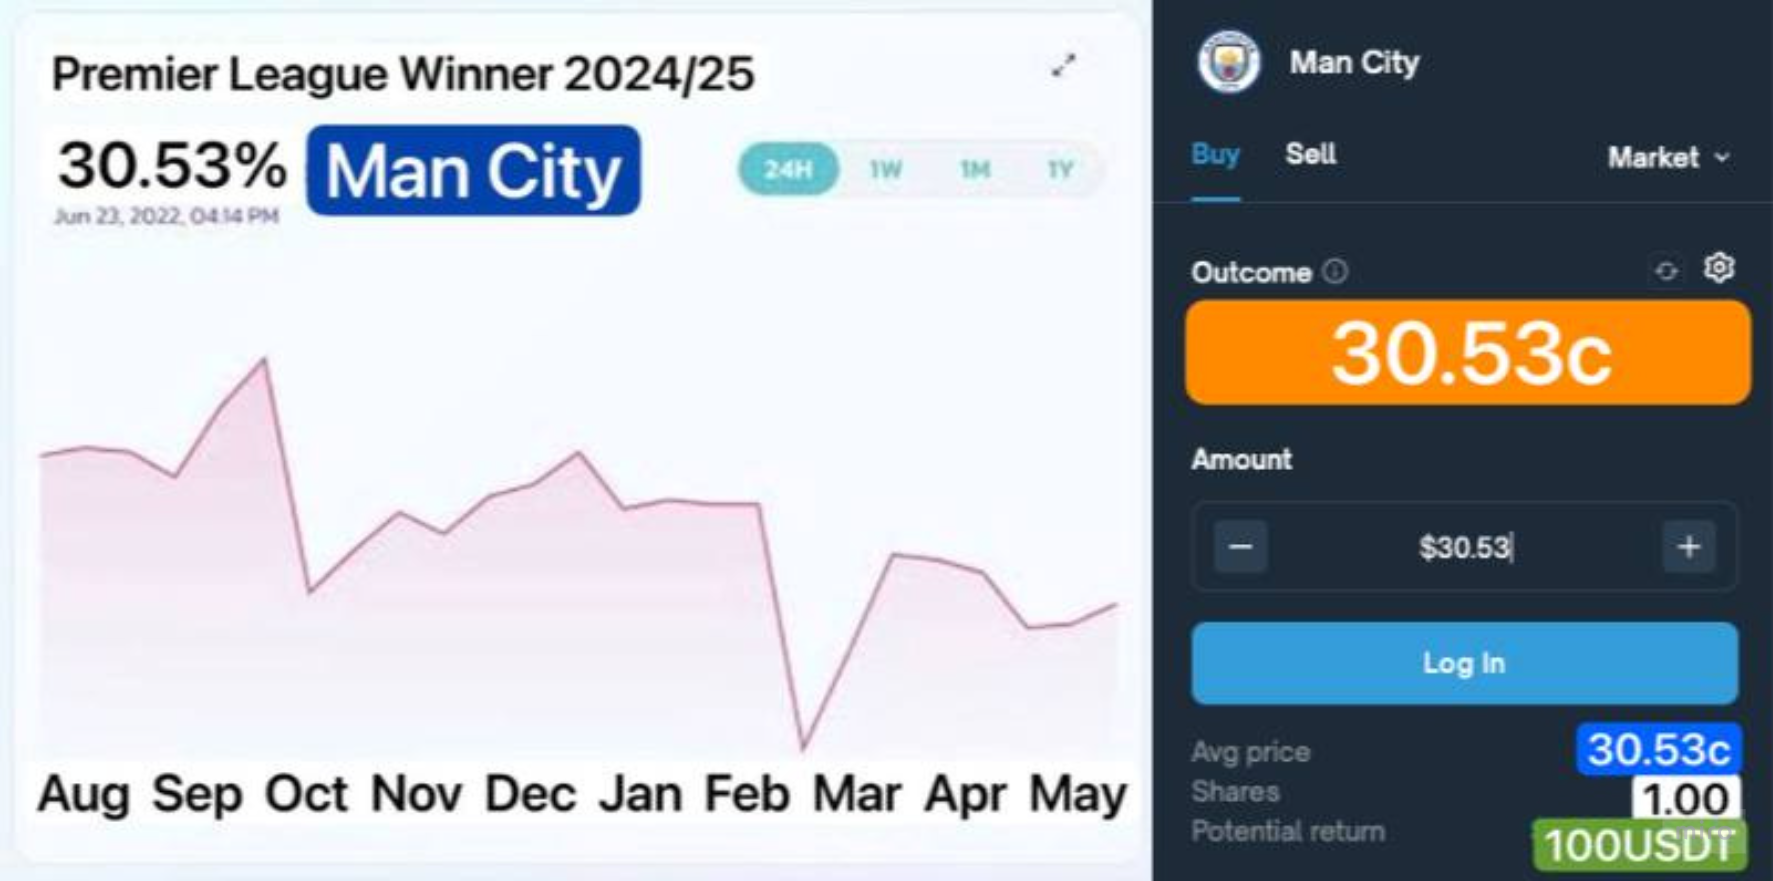 Premier League Winner 2024/25
30.53% Man City
Jun 23, 2022, 04:14 PM
24H 1W 1M 1Y
Aug Sep Oct Nov Dec Jan Feb Mar Apr May
Man City
Buy Sell Market
Outcome
30.53c
Amount
− $30.53 +
Log In
Avg price 30.53c
Shares 1.00
Potential return 100USDT